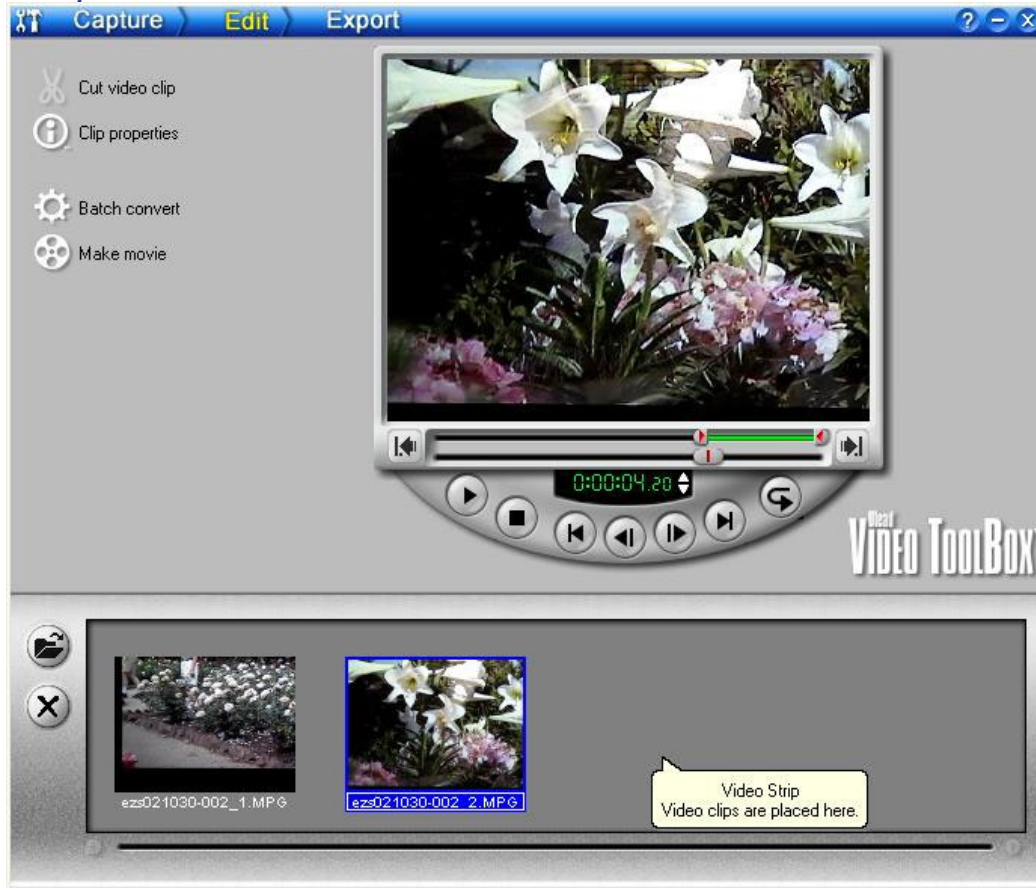 Capture Edit Export ?
Cut video clip
Clip properties
Batch convert
Make movie
0:00:04.20
Ulead
VIDEO TOOLBOX
ezs021030-002_1.MPG
ezs021030-002_2.MPG
Video Strip
Video clips are placed here.